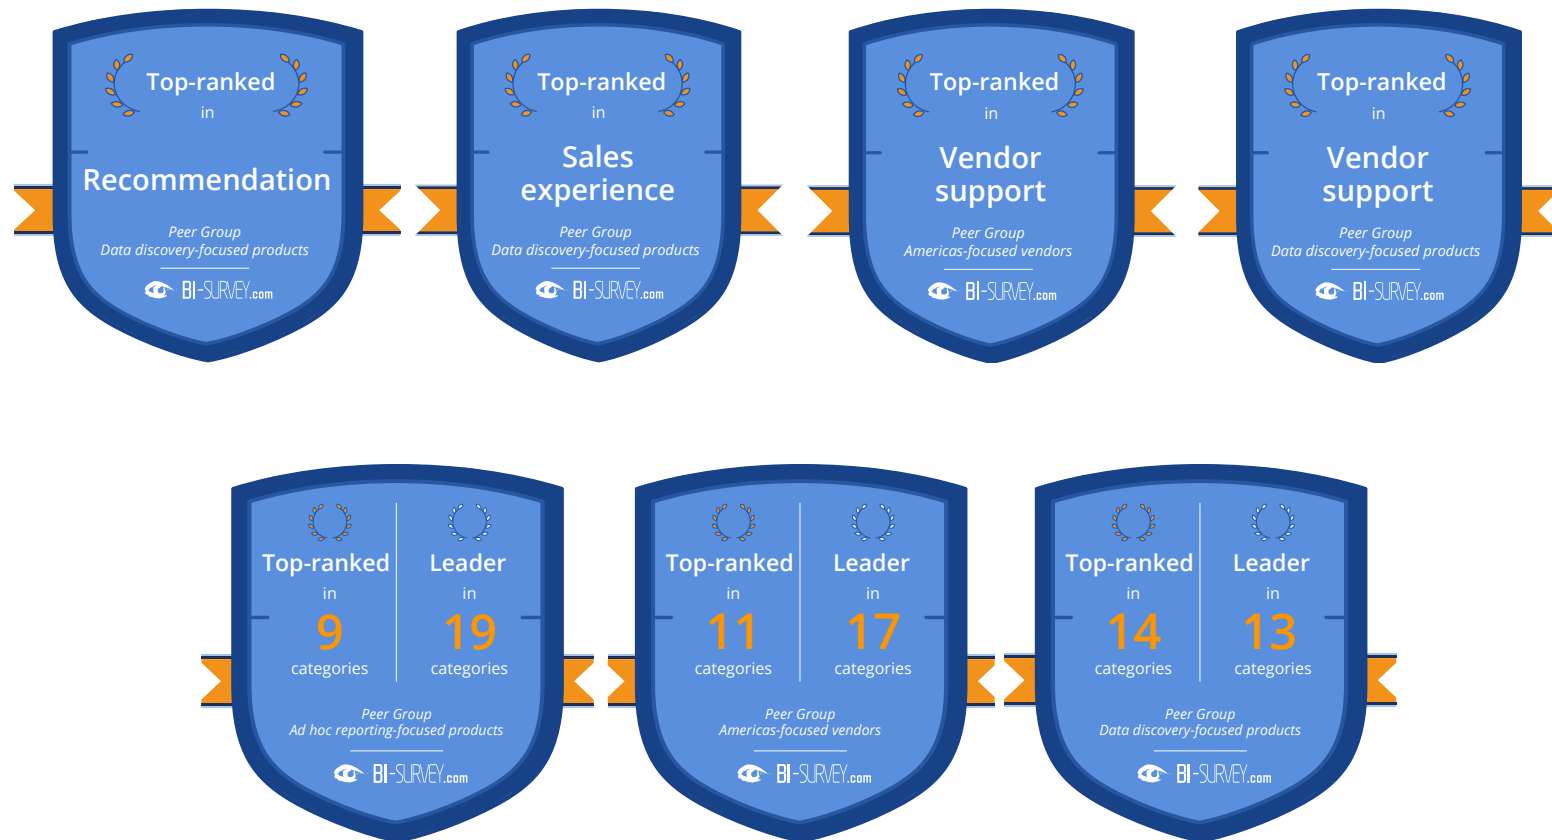 Top-ranked
in
Recommendation
Peer Group
Data discovery-focused products
BI-SURVEY.com
Top-ranked
in
Sales
experience
Peer Group
Data discovery-focused products
BI-SURVEY.com
Top-ranked
in
Vendor
support
Peer Group
Americas-focused vendors
BI-SURVEY.com
Top-ranked
in
Vendor
support
Peer Group
Data discovery-focused products
BI-SURVEY.com
Top-ranked
in
9
categories
Leader
in
19
categories
Peer Group
Ad hoc reporting-focused products
BI-SURVEY.com
Top-ranked
in
11
categories
Leader
in
17
categories
Peer Group
Americas-focused vendors
BI-SURVEY.com
Top-ranked
in
14
categories
Leader
in
13
categories
Peer Group
Data discovery-focused products
BI-SURVEY.com